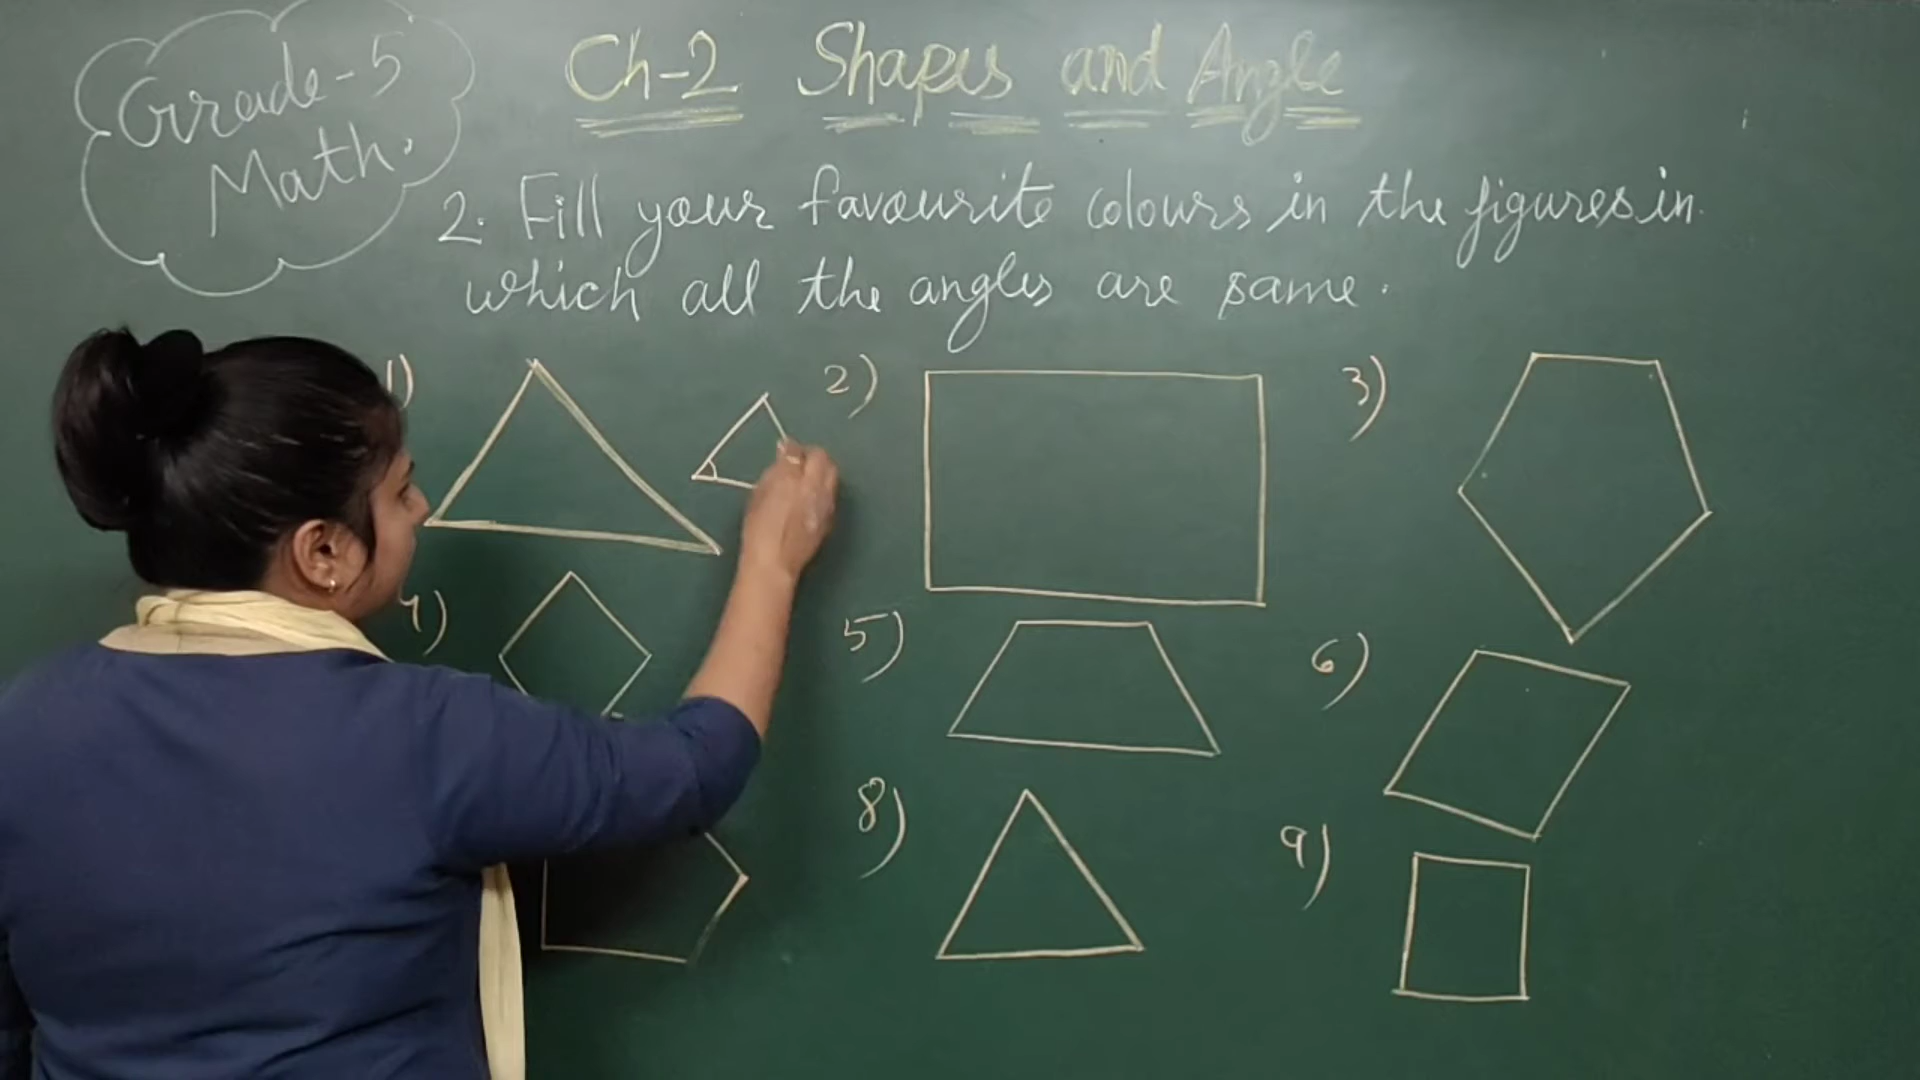 Grade-5
Math.
Ch-2 Shapes and Angle
2. Fill your favourite colours in the figures in
which all the angles are same.
1)
2)
3)
5)
6)
8)
9)